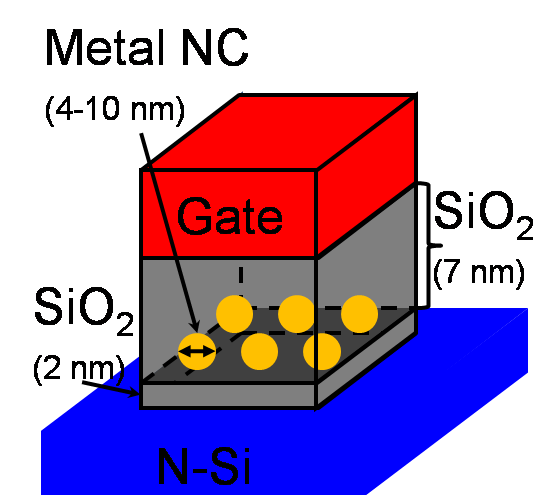 Metal NC
(4-10 nm)
Gate
SiO₂
(7 nm)
SiO₂
(2 nm)
N-Si